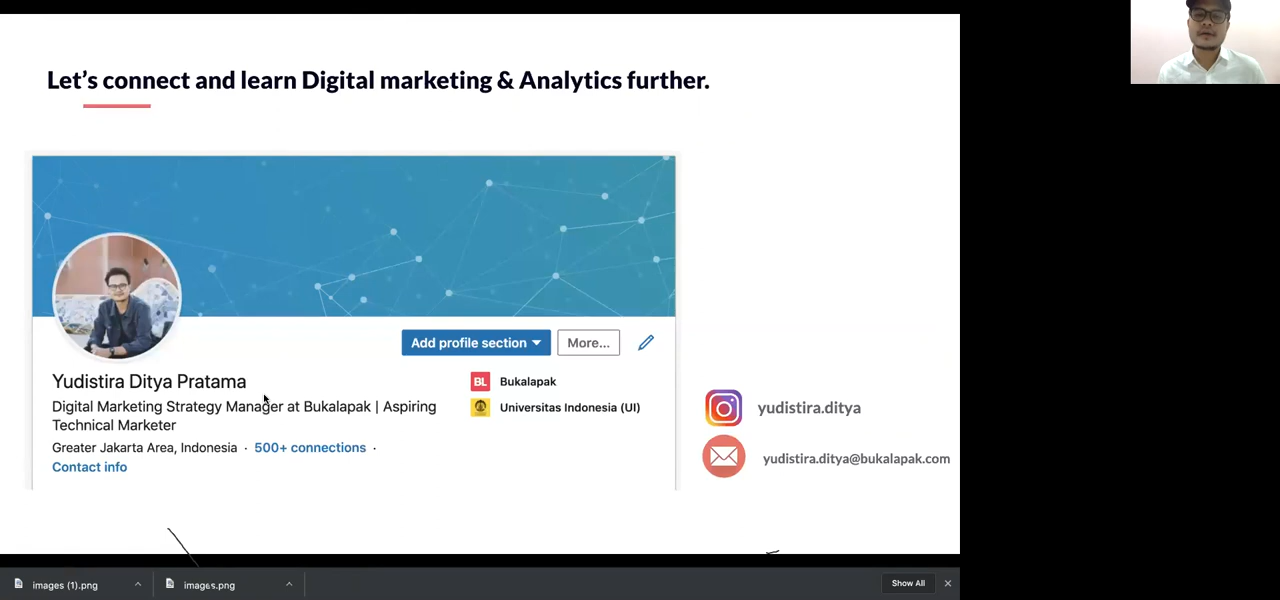 Let's connect and learn Digital marketing & Analytics further.
Add profile section
More...
Yudistira Ditya Pratama
Digital Marketing Strategy Manager at Bukalapak | Aspiring
Technical Marketer
Greater Jakarta Area, Indonesia · 500+ connections ·
Contact info
BL Bukalapak
Universitas Indonesia (UI)
yudistira.ditya
yudistira.ditya@bukalapak.com
images (1).png
images.png
Show All